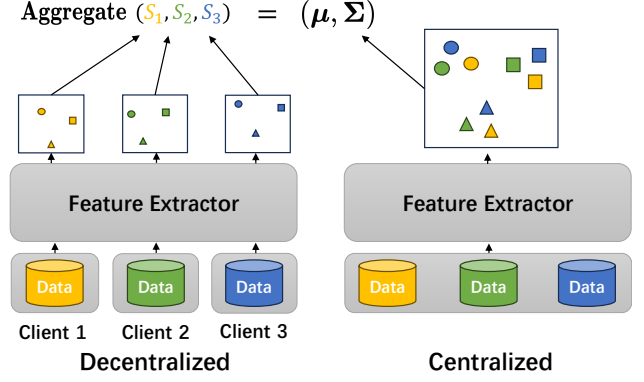 Aggregate (S₁, S₂, S₃) = (μ, Σ)
Feature Extractor Feature Extractor
Data Data Data Data Data Data
Client 1 Client 2 Client 3
Decentralized Centralized